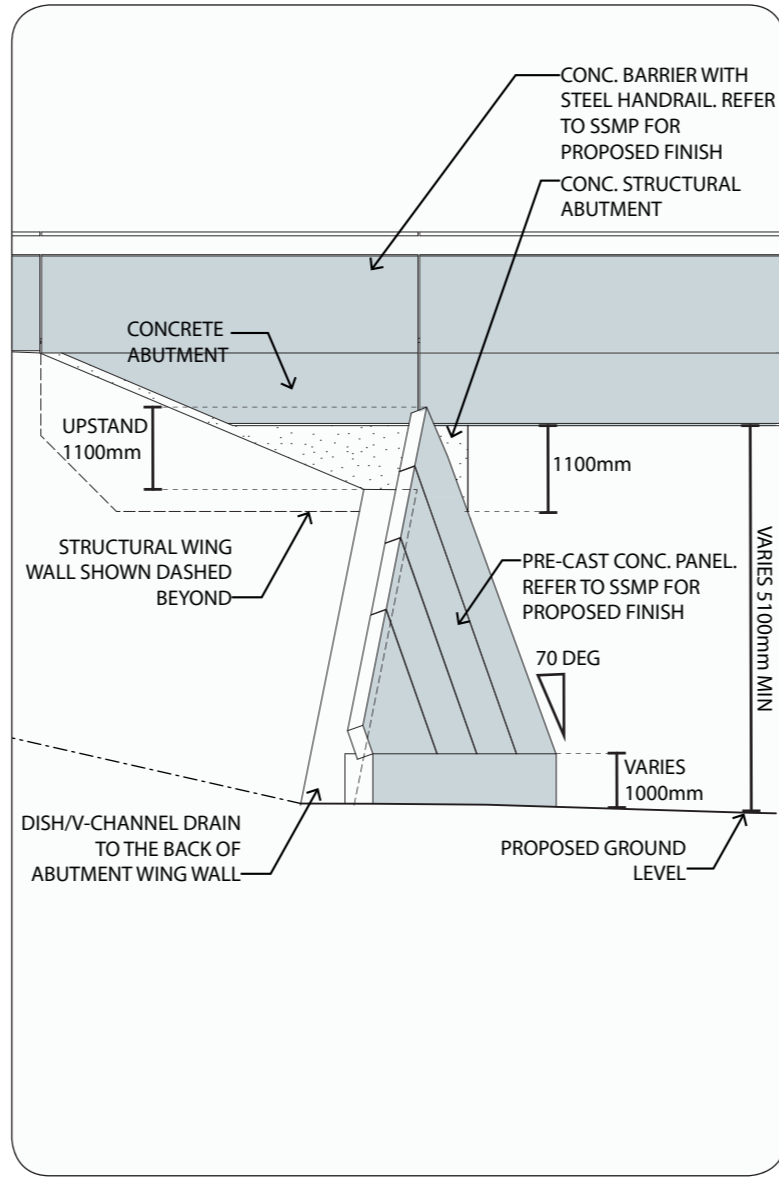 CONC. BARRIER WITH
STEEL HANDRAIL. REFER
TO SSMP FOR
PROPOSED FINISH
CONC. STRUCTURAL
ABUTMENT
CONCRETE
ABUTMENT
UPSTAND
1100mm
1100mm
STRUCTURAL WING
WALL SHOWN DASHED
BEYOND
PRE-CAST CONC. PANEL.
REFER TO SSMP FOR
PROPOSED FINISH
VARIES 5100mm MIN
70 DEG
VARIES
1000mm
DISH/V-CHANNEL DRAIN
TO THE BACK OF
ABUTMENT WING WALL
PROPOSED GROUND
LEVEL